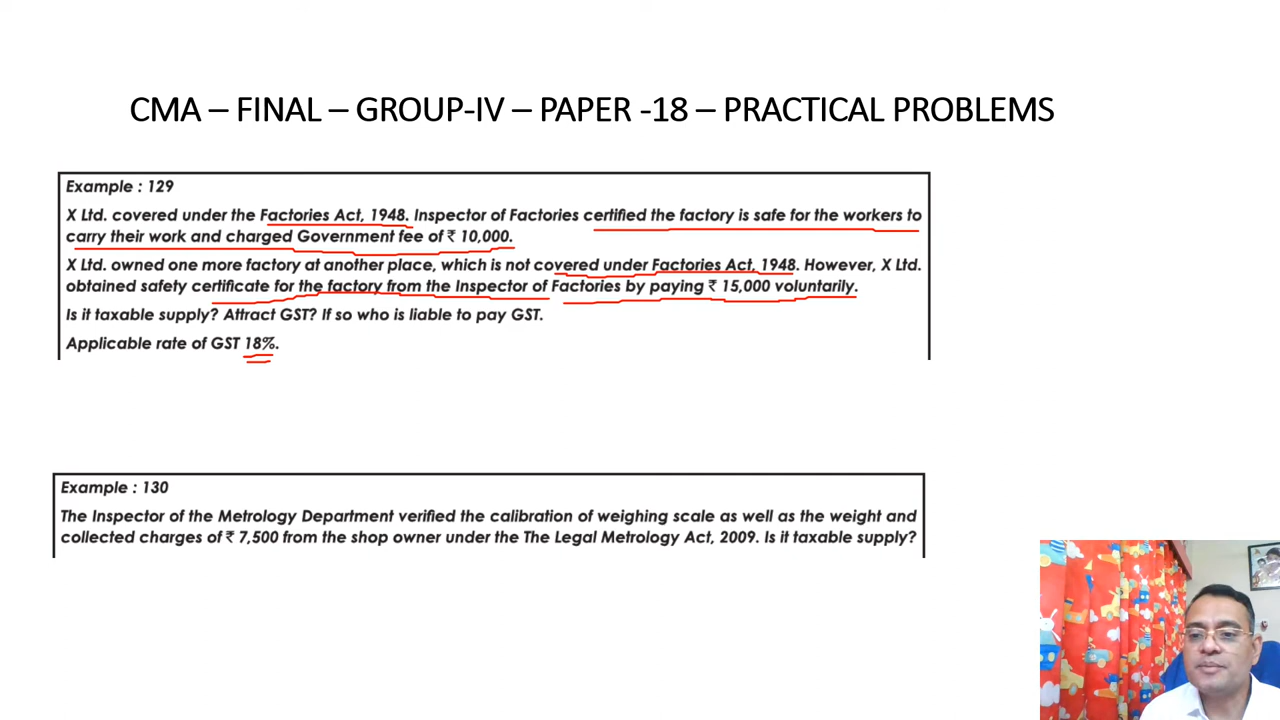 CMA – FINAL – GROUP-IV – PAPER -18 – PRACTICAL PROBLEMS
Example : 129
X Ltd. covered under the Factories Act, 1948. Inspector of Factories certified the factory is safe for the workers to
carry their work and charged Government fee of ₹ 10,000.
X Ltd. owned one more factory at another place, which is not covered under Factories Act, 1948. However, X Ltd.
obtained safety certificate for the factory from the Inspector of Factories by paying ₹ 15,000 voluntarily.
Is it taxable supply? Attract GST? If so who is liable to pay GST.
Applicable rate of GST 18%.
Example : 130
The Inspector of the Metrology Department verified the calibration of weighing scale as well as the weight and
collected charges of ₹ 7,500 from the shop owner under the The Legal Metrology Act, 2009. Is it taxable supply?